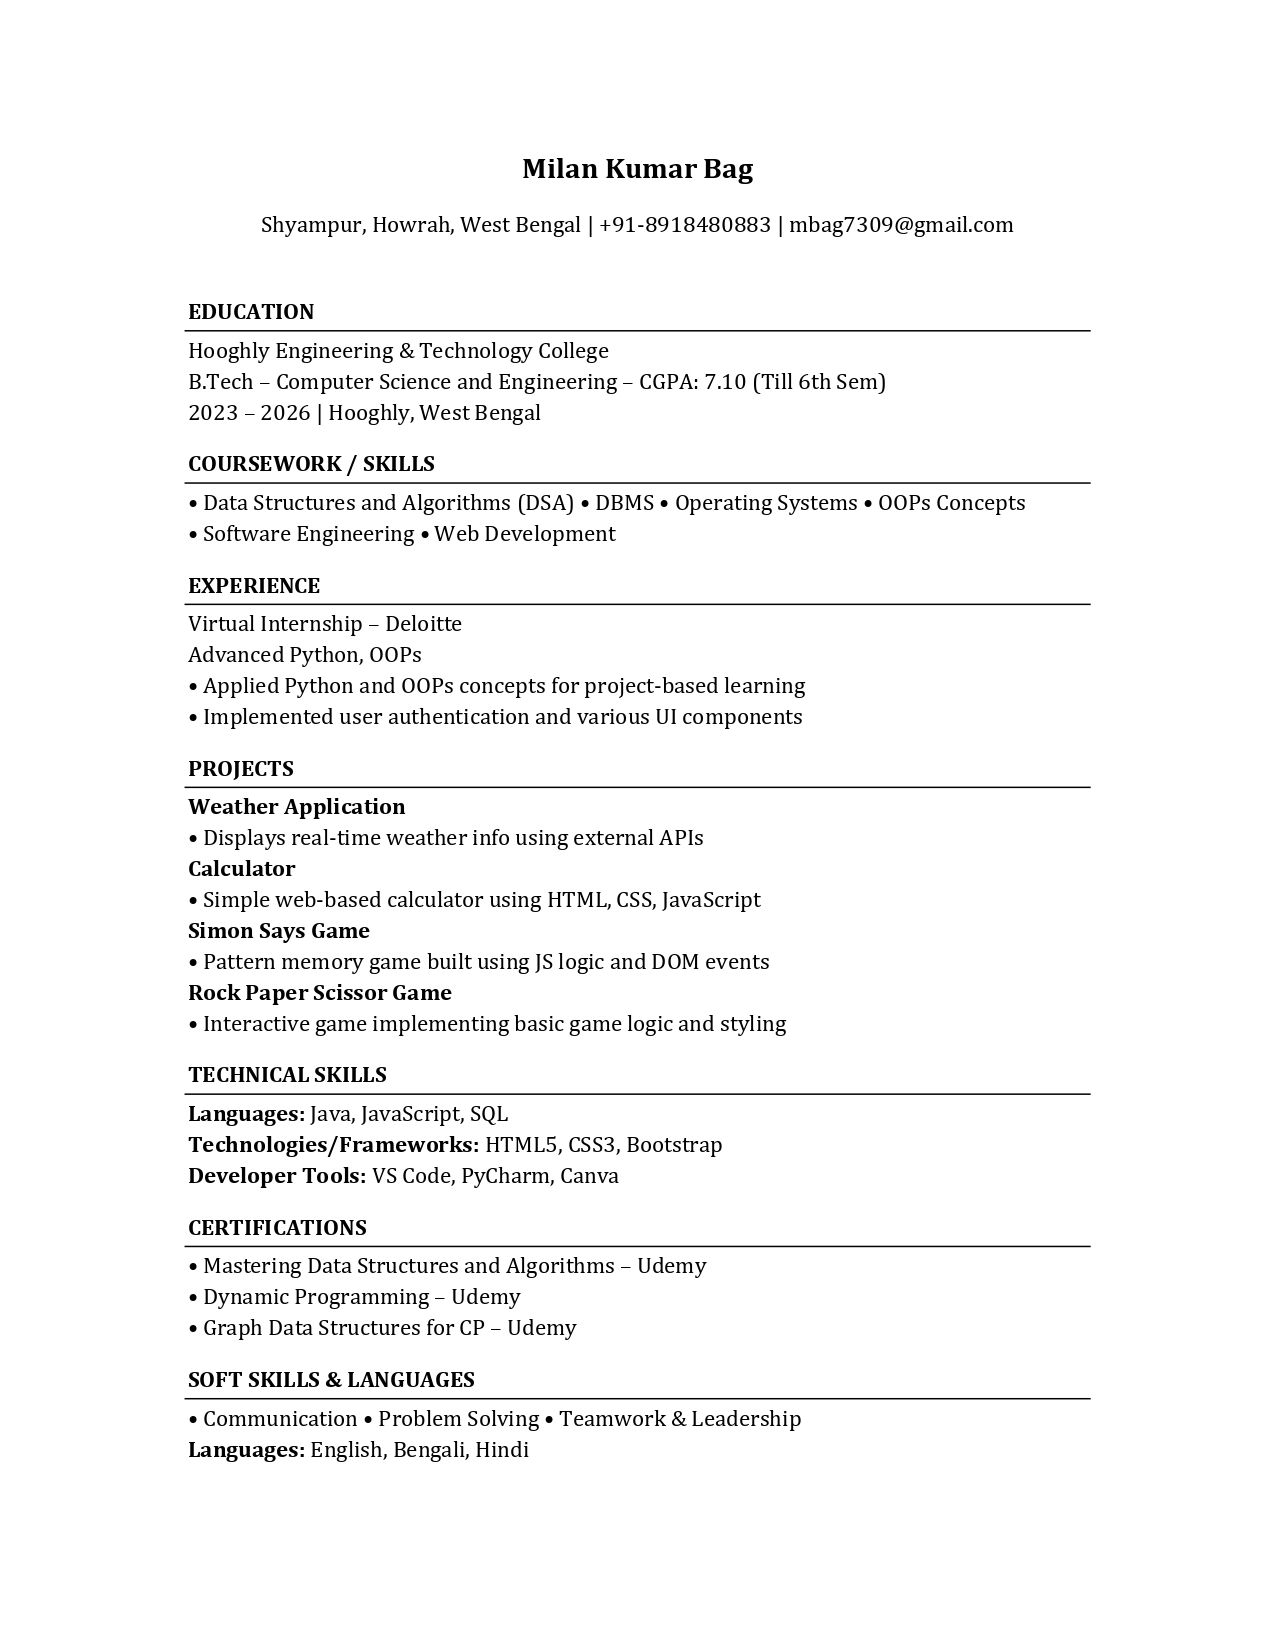 Milan Kumar Bag
Shyampur, Howrah, West Bengal | +91-8918480883 | mbag7309@gmail.com
EDUCATION
Hooghly Engineering & Technology College
B.Tech – Computer Science and Engineering – CGPA: 7.10 (Till 6th Sem)
2023 – 2026 | Hooghly, West Bengal
COURSEWORK / SKILLS
• Data Structures and Algorithms (DSA) • DBMS • Operating Systems • OOPs Concepts
• Software Engineering • Web Development
EXPERIENCE
Virtual Internship – Deloitte
Advanced Python, OOPs
• Applied Python and OOPs concepts for project-based learning
• Implemented user authentication and various UI components
PROJECTS
Weather Application
• Displays real-time weather info using external APIs
Calculator
• Simple web-based calculator using HTML, CSS, JavaScript
Simon Says Game
• Pattern memory game built using JS logic and DOM events
Rock Paper Scissor Game
• Interactive game implementing basic game logic and styling
TECHNICAL SKILLS
Languages: Java, JavaScript, SQL
Technologies/Frameworks: HTML5, CSS3, Bootstrap
Developer Tools: VS Code, PyCharm, Canva
CERTIFICATIONS
• Mastering Data Structures and Algorithms – Udemy
• Dynamic Programming – Udemy
• Graph Data Structures for CP – Udemy
SOFT SKILLS & LANGUAGES
• Communication • Problem Solving • Teamwork & Leadership
Languages: English, Bengali, Hindi